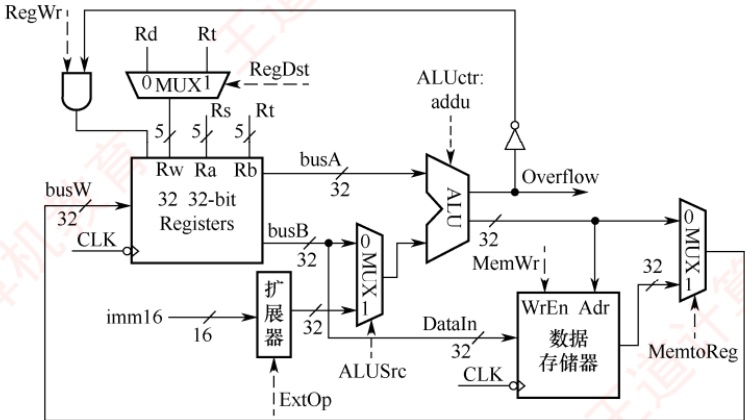 RegWr
Rd Rt
0 MUX 1
RegDst
ALUctr:
addu
Rs Rt
5 5 5
Rw Ra Rb
32 32-bit
Registers
busW
32
CLK
busA
32
busB
32
ALU
Overflow
32
0 MUX 1
imm16
16
扩展器
32
ExtOp
ALUSrc
DataIn
32
MemWr
WrEn Adr
数据
存储器
CLK
32
0 MUX 1
MemtoReg